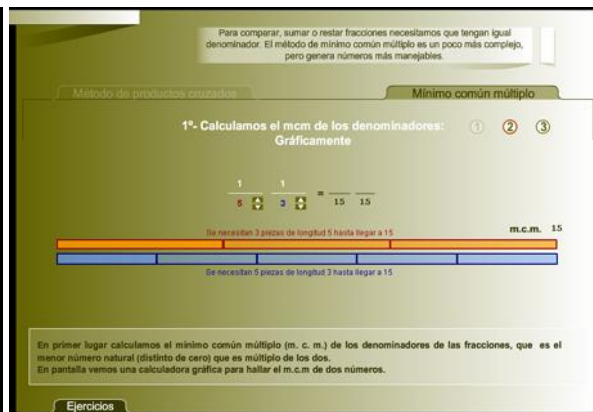 Para comparar, sumar o restar fracciones necesitamos que tengan igual
denominador. El método de mínimo común múltiplo es un poco más complejo,
pero genera números más manejables.
Método de productos cruzados
Mínimo común múltiplo
1º- Calculamos el mcm de los denominadores:
Gráficamente
1 2 3
1 1
5 3 = 15 15
Se necesitan 3 piezas de longitud 5 hasta llegar a 15
m.c.m. 15
Se necesitan 5 piezas de longitud 3 hasta llegar a 15
En primer lugar calculamos el mínimo común múltiplo (m. c. m.) de los denominadores de las fracciones, que es el
menor número natural (distinto de cero) que es múltiplo de los dos.
En pantalla vemos una calculadora gráfica para hallar el m.c.m de dos números.
Ejercicios